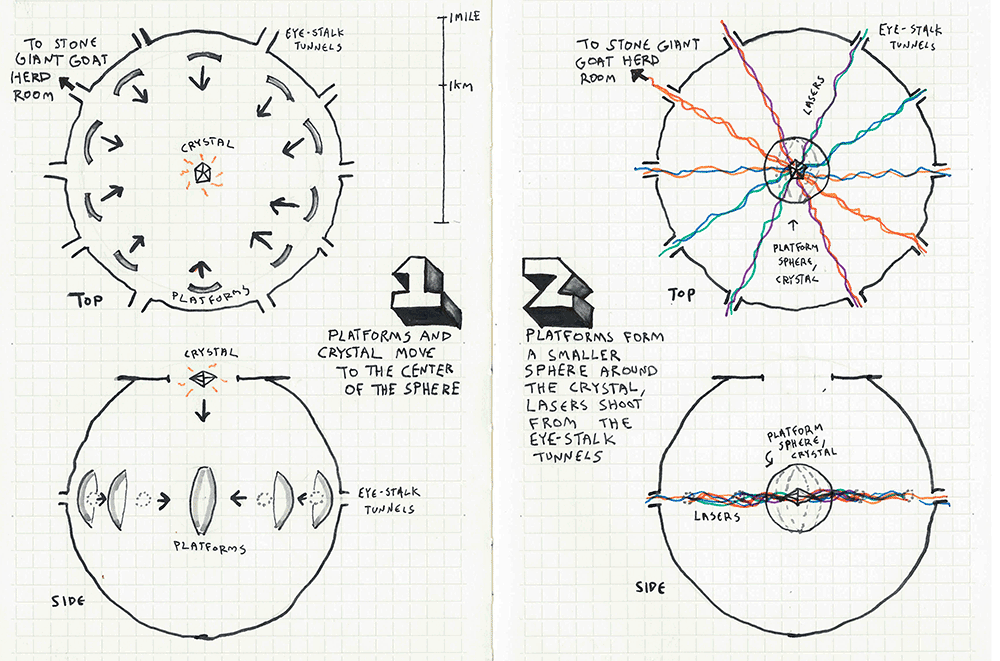 TO STONE
GIANT GOAT
HERD
ROOM
EYE-STALK
TUNNELS
1 MILE
1 KM
CRYSTAL
PLATFORMS
TOP
1
PLATFORMS AND
CRYSTAL MOVE
TO THE CENTER
OF THE SPHERE
CRYSTAL
EYE-STALK
TUNNELS
PLATFORMS
SIDE
TO STONE GIANT
GOAT HERD
ROOM
EYE-STALK
TUNNELS
LASERS
PLATFORM
SPHERE,
CRYSTAL
TOP
2
PLATFORMS FORM
A SMALLER
SPHERE AROUND
THE CRYSTAL,
LASERS SHOOT
FROM THE
EYE-STALK
TUNNELS
PLATFORM
SPHERE,
CRYSTAL
LASERS
SIDE